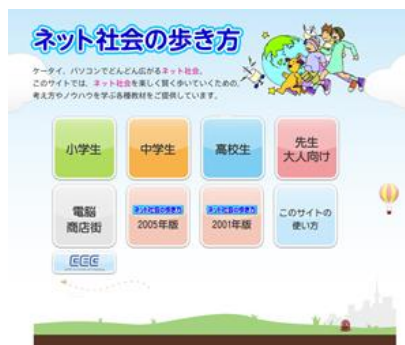 ネット社会の歩き方
ケータイ、パソコンでどんどん広がるネット社会。
このサイトでは、ネット社会を楽しく賢く歩いていくための、
考え方やノウハウを学ぶ各種教材をご提供しています。
小学生
中学生
高校生
先生
大人向け
電脳
商店街
ネット社会の歩き方
2005年版
ネット社会の歩き方
2001年版
このサイトの
使い方
CEC